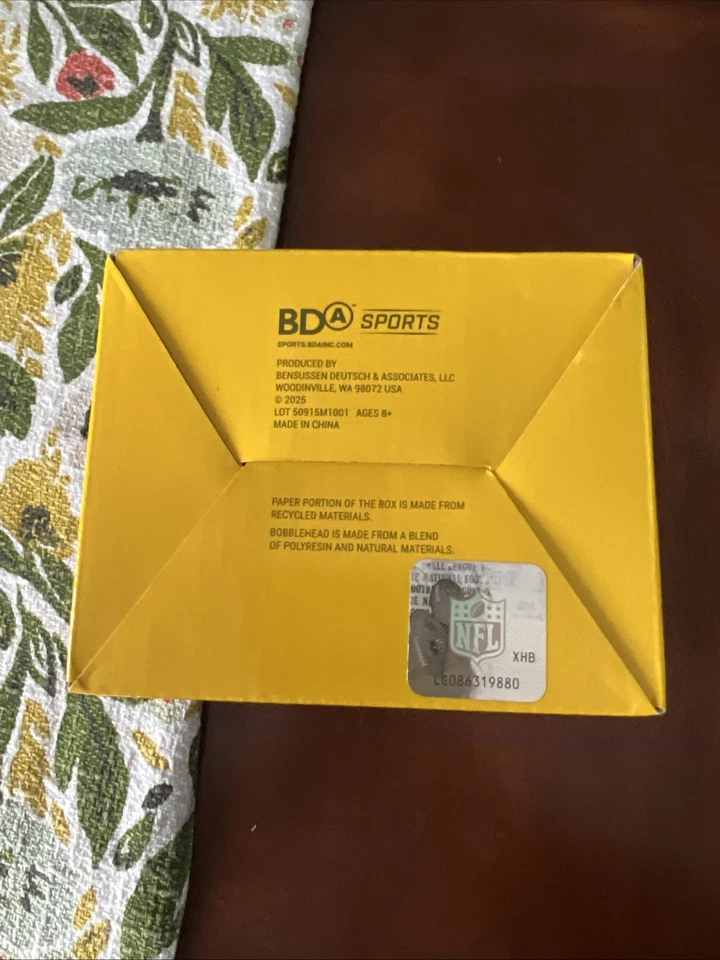 BDA SPORTS
SPORTS.BDAINC.COM
PRODUCED BY
BENSUSSEN DEUTSCH & ASSOCIATES, LLC
WOODINVILLE, WA 98072 USA
© 2025
LOT 50915M1001 AGES 8+
MADE IN CHINA
PAPER PORTION OF THE BOX IS MADE FROM
RECYCLED MATERIALS.
BOBBLEHEAD IS MADE FROM A BLEND
OF POLYRESIN AND NATURAL MATERIALS.
NATIONAL
NFL
XHB
LG086319880